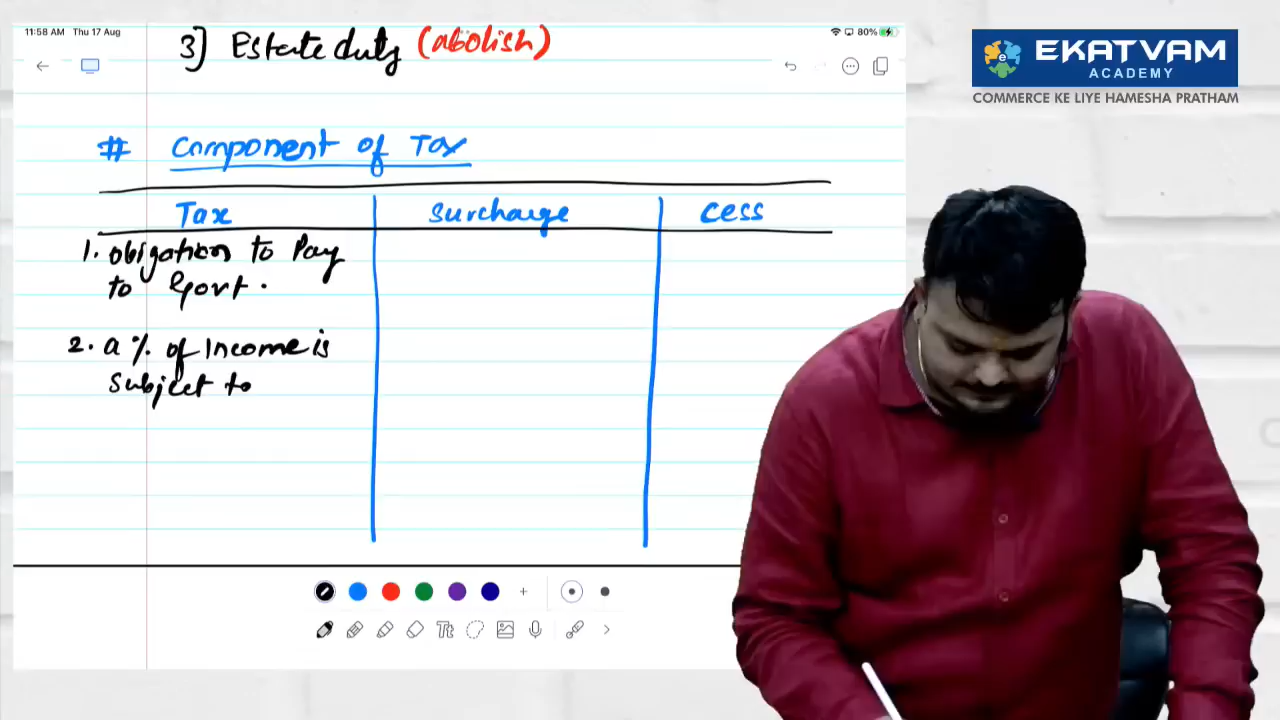 11:58 AM Thu 17 Aug
80%
3] Estate duty (abolish)
EKATVAM
ACADEMY
COMMERCE KE LIYE HAMESHA PRATHAM
# Component of Tax
Tax Surcharge Cess
1. obligation to Pay
to Govt.
2. a % of Income is
Subject to
Tt